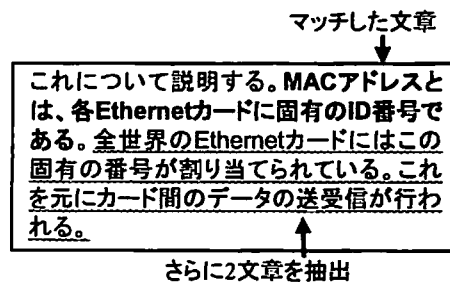 マッチした文章
これについて説明する。MACアドレスと
は、各Ethernetカードに固有のID番号で
ある。全世界のEthernetカードにはこの
固有の番号が割り当てられている。これ
を元にカード間のデータの送受信が行わ
れる。
さらに2文章を抽出